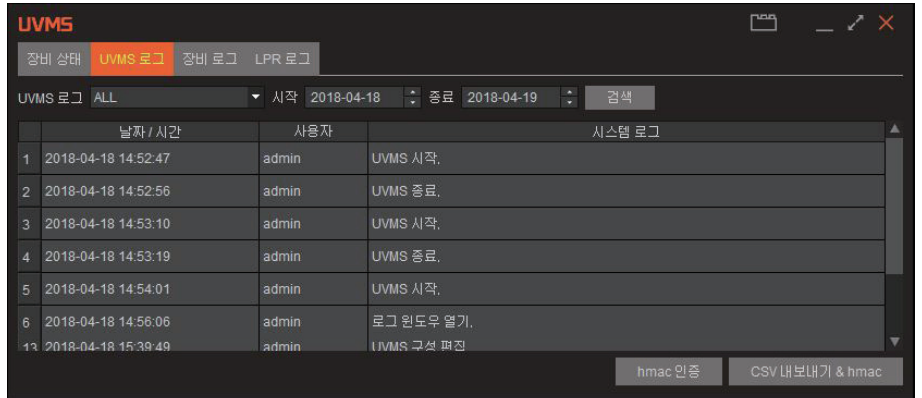 UVMS
장비 상태 UVMS 로그 장비 로그 LPR 로그
UVMS 로그 ALL 시작 2018-04-18 종료 2018-04-19 검색
날짜 / 시간 사용자 시스템 로그
1 2018-04-18 14:52:47 admin UVMS 시작.
2 2018-04-18 14:52:56 admin UVMS 종료.
3 2018-04-18 14:53:10 admin UVMS 시작.
4 2018-04-18 14:53:19 admin UVMS 종료.
5 2018-04-18 14:54:01 admin UVMS 시작.
6 2018-04-18 14:56:06 admin 로그 윈도우 열기.
13 2018-04-18 15:39:49 admin UVMS 구성 편집
hmac 인증 CSV 내보내기 & hmac